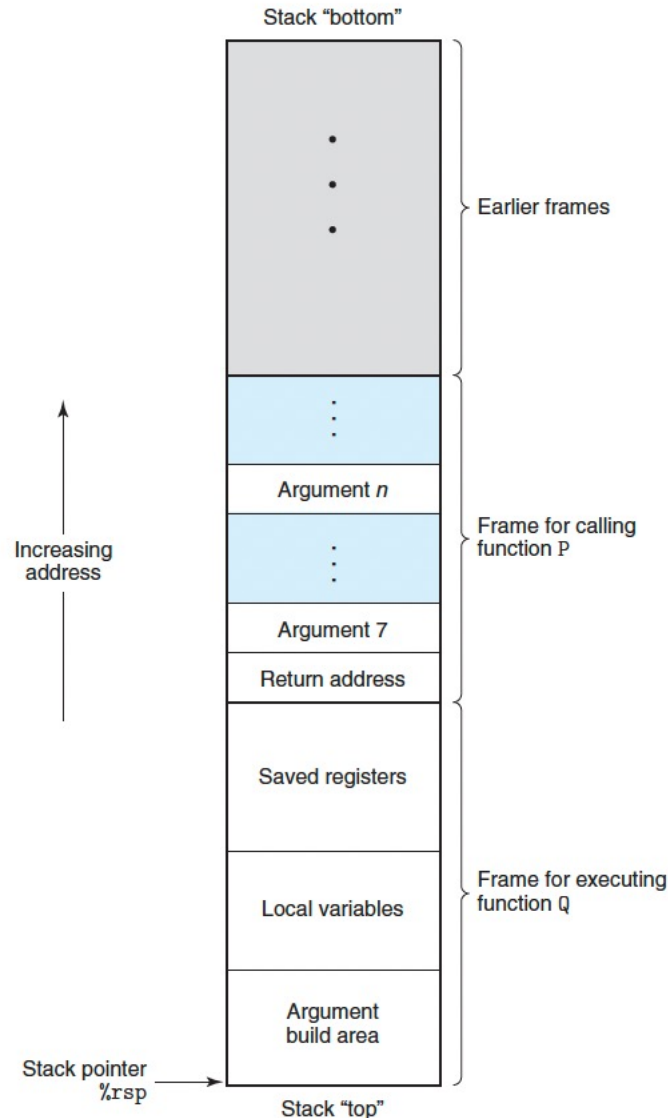 Stack “bottom”
Earlier frames
Argument n
Frame for calling
function P
Increasing
address
Argument 7
Return address
Saved registers
Frame for executing
function Q
Local variables
Argument
build area
Stack pointer
%rsp
Stack “top”